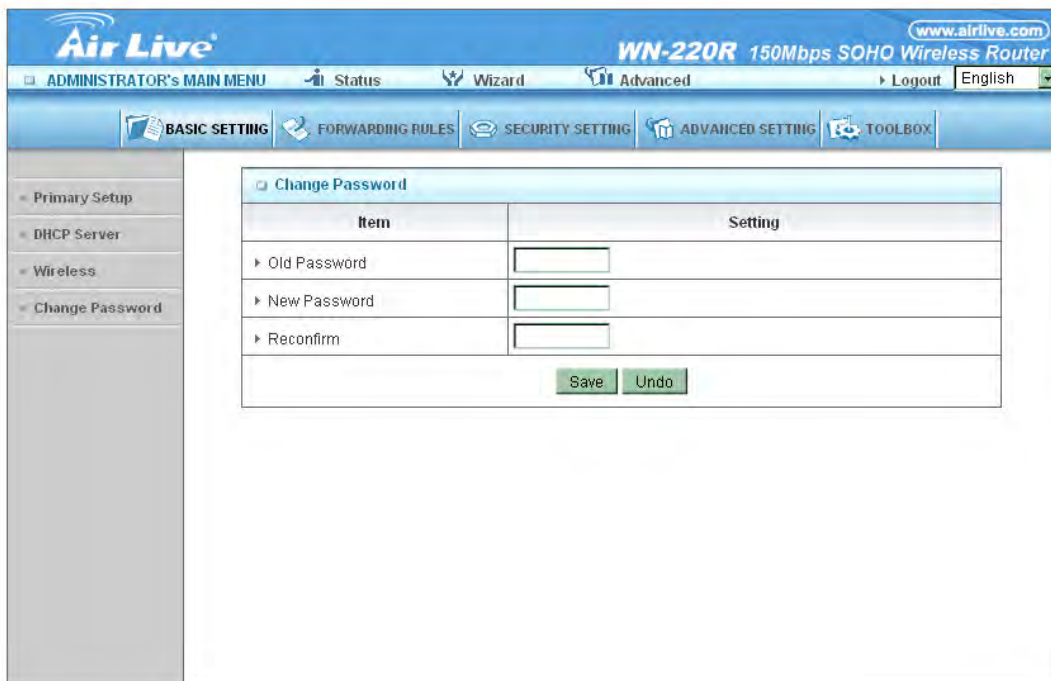 Air Live®
www.airlive.com
WN-220R 150Mbps SOHO Wireless Router
ADMINISTRATOR's MAIN MENU Status Wizard Advanced Logout English
BASIC SETTING FORWARDING RULES SECURITY SETTING ADVANCED SETTING TOOLBOX
Primary Setup
DHCP Server
Wireless
Change Password
Change Password
Item Setting
Old Password
New Password
Reconfirm
Save Undo